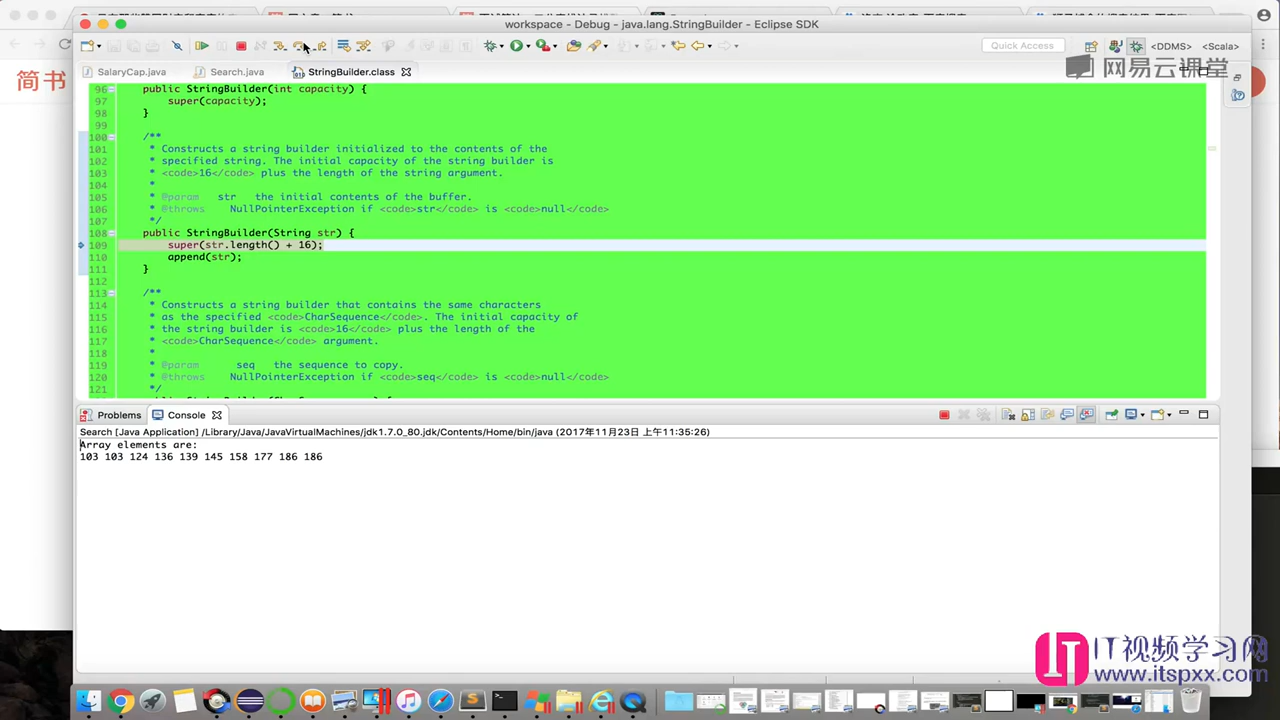 workspace - Debug - java.lang.StringBuilder - Eclipse SDK
Quick Access
<DDMS>
<Scala>
简书
网易云课堂
SalaryCap.java
Search.java
StringBuilder.class
96 public StringBuilder(int capacity) {
97 super(capacity);
98 }
99
100 /**
101 * Constructs a string builder initialized to the contents of the
102 * specified string. The initial capacity of the string builder is
103 * <code>16</code> plus the length of the string argument.
104 *
105 * @param   str   the initial contents of the buffer.
106 * @throws    NullPointerException if <code>str</code> is <code>null</code>
107 */
108 public StringBuilder(String str) {
109 super(str.length() + 16);
110 append(str);
111 }
113 /**
114 * Constructs a string builder that contains the same characters
115 * as the specified <code>CharSequence</code>. The initial capacity of
116 * the string builder is <code>16</code> plus the length of the
117 * <code>CharSequence</code> argument.
118 *
119 * @param      seq   the sequence to copy.
120 * @throws    NullPointerException if <code>seq</code> is <code>null</code>
121 */
Problems
Console
Search [Java Application] /Library/Java/JavaVirtualMachines/jdk1.7.0_80.jdk/Contents/Home/bin/java (2017年11月23日 上午11:35:26)
Array elements are:
103 103 124 136 139 145 158 177 186 186
IT视频学习网
www.itspxx.com